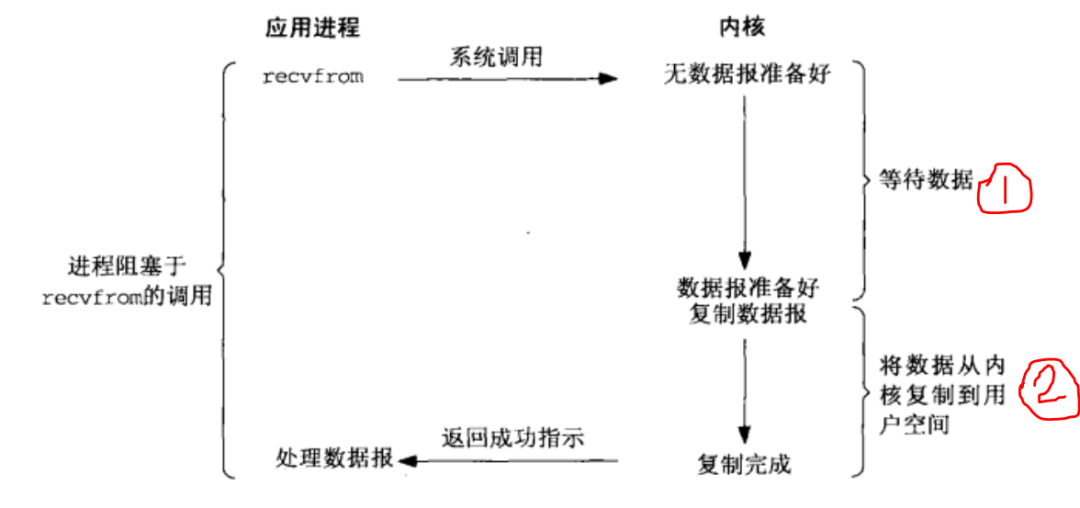 应用进程
内核
recvfrom
系统调用
无数据报准备好
等待数据
1
进程阻塞于
recvfrom的调用
数据报准备好
复制数据报
将数据从内
核复制到用
户空间
2
处理数据报
返回成功指示
复制完成